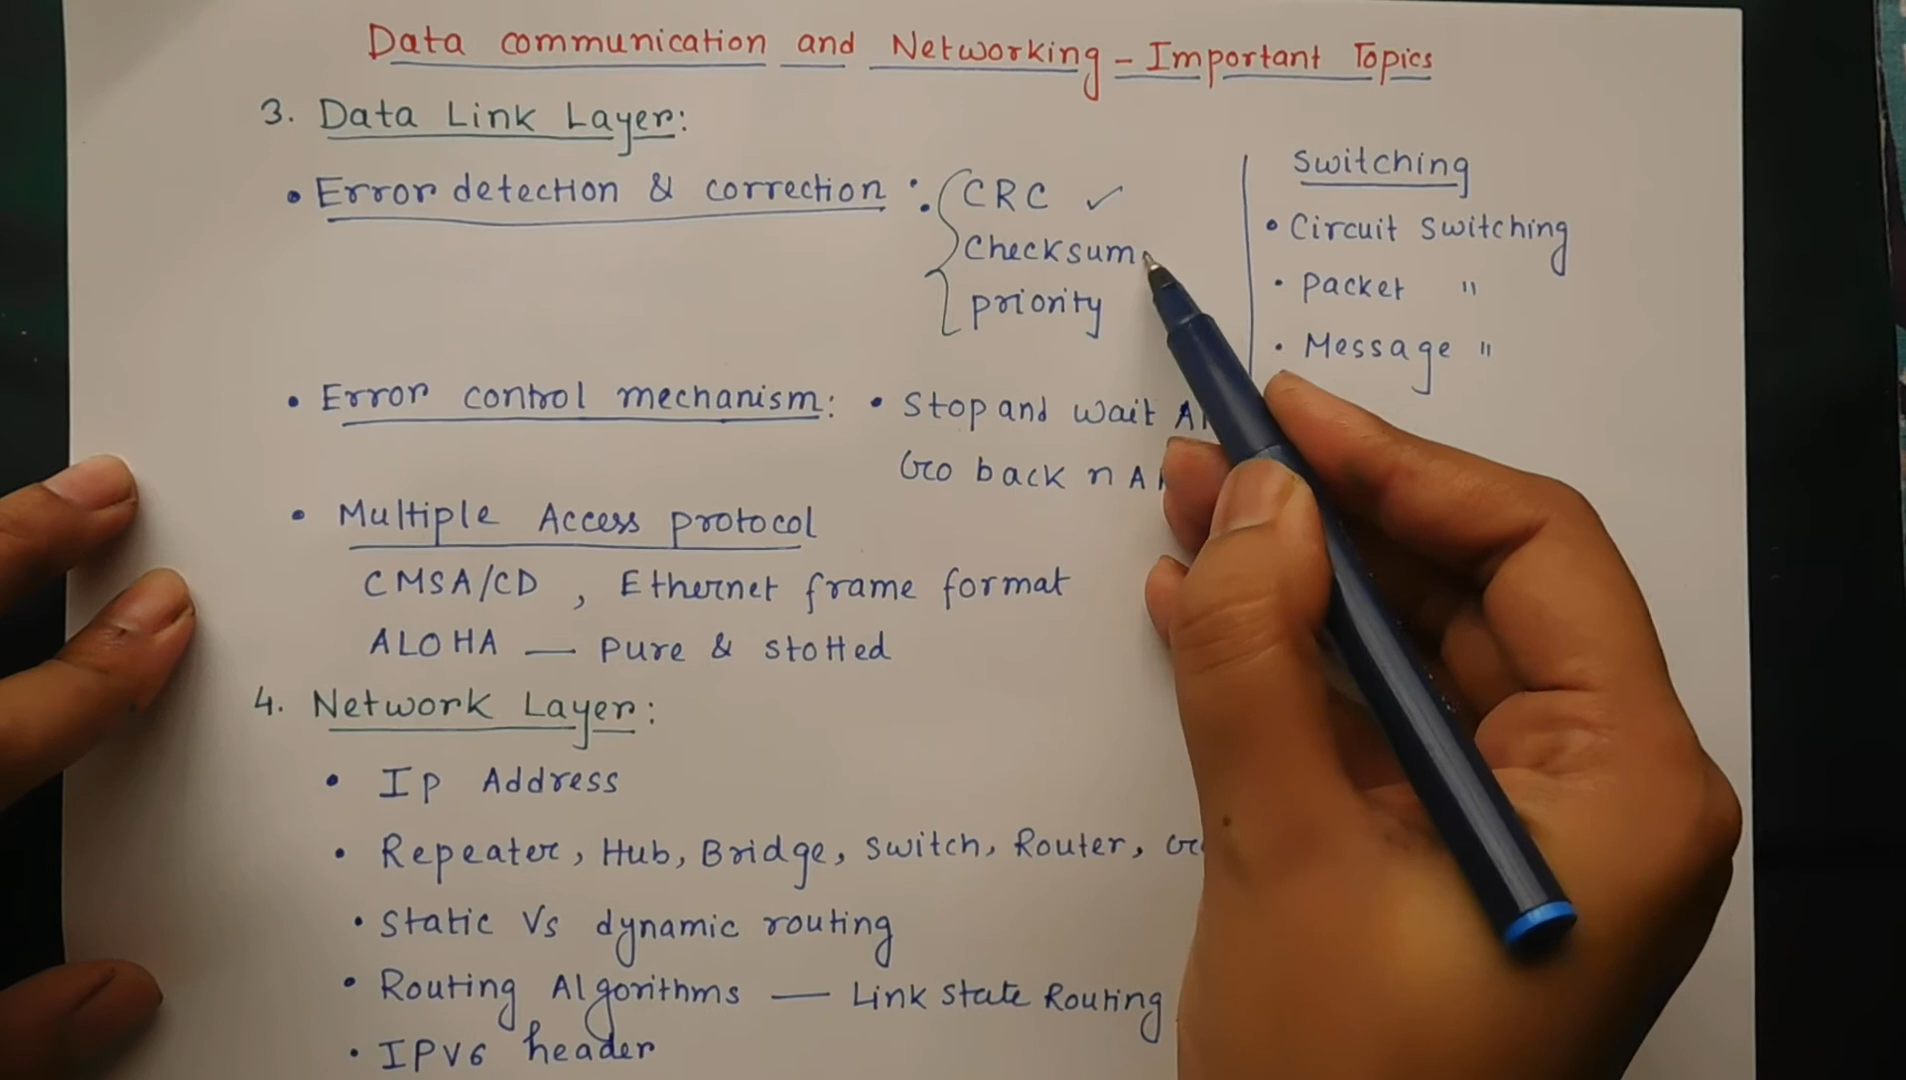 Data communication and Networking - Important Topics
3. Data Link Layer:
• Error detection & correction : CRC ✓
Checksum
priority
• Error control mechanism: • Stop and wait
Go back n
• Multiple Access protocol
CMSA/CD , Ethernet frame format
ALOHA — Pure & stotted
4. Network Layer:
• Ip Address
• Repeater, Hub, Bridge, Switch, Router,
• Static Vs dynamic routing
• Routing Algorithms — Link State Routing
• IPV6 header
Switching
• Circuit Switching
• Packet "
• Message "